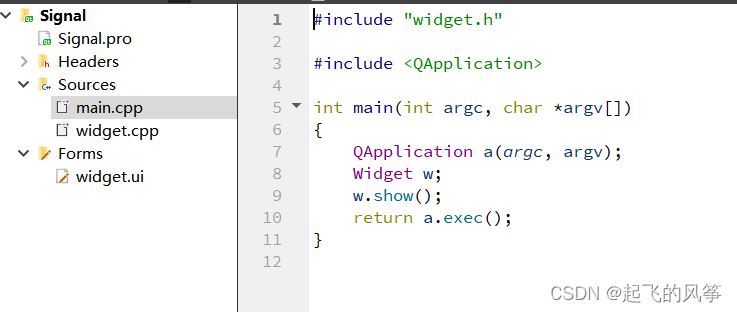 Signal
Signal.pro
Headers
Sources
main.cpp
widget.cpp
Forms
widget.ui
1 #include "widget.h"
2
3 #include <QApplication>
4
5 int main(int argc, char *argv[])
6 {
7 QApplication a(argc, argv);
8 Widget w;
9 w.show();
10 return a.exec();
11 }
12
CSDN @起飞的风筝